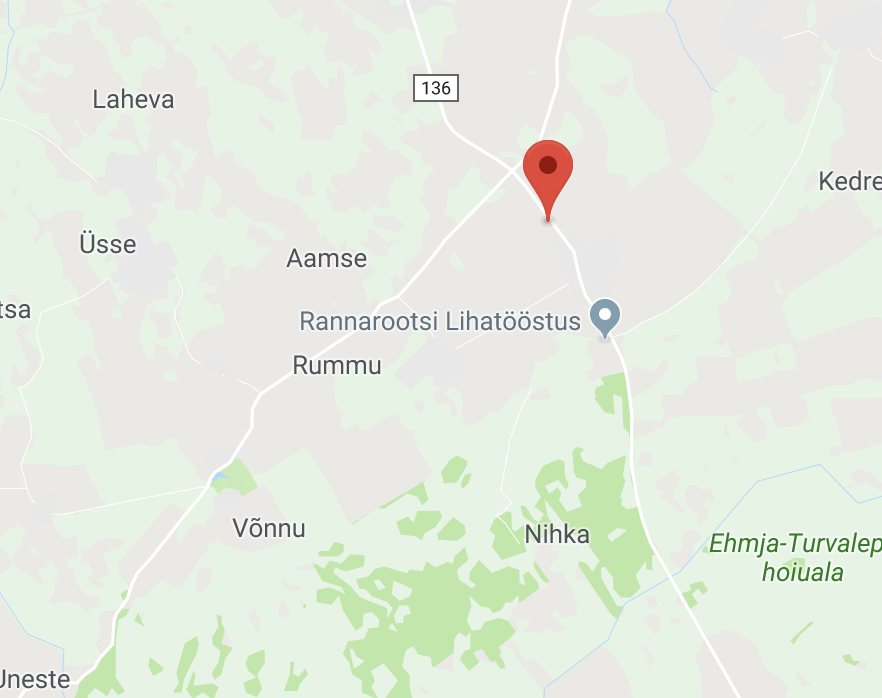 136
Laheva
Kedre
Üsse
Aamse
tsa
Rannarootsi Lihatööstus
Rummu
Võnnu
Nihka
Ehmja-Turvalep
hoiuala
Uneste